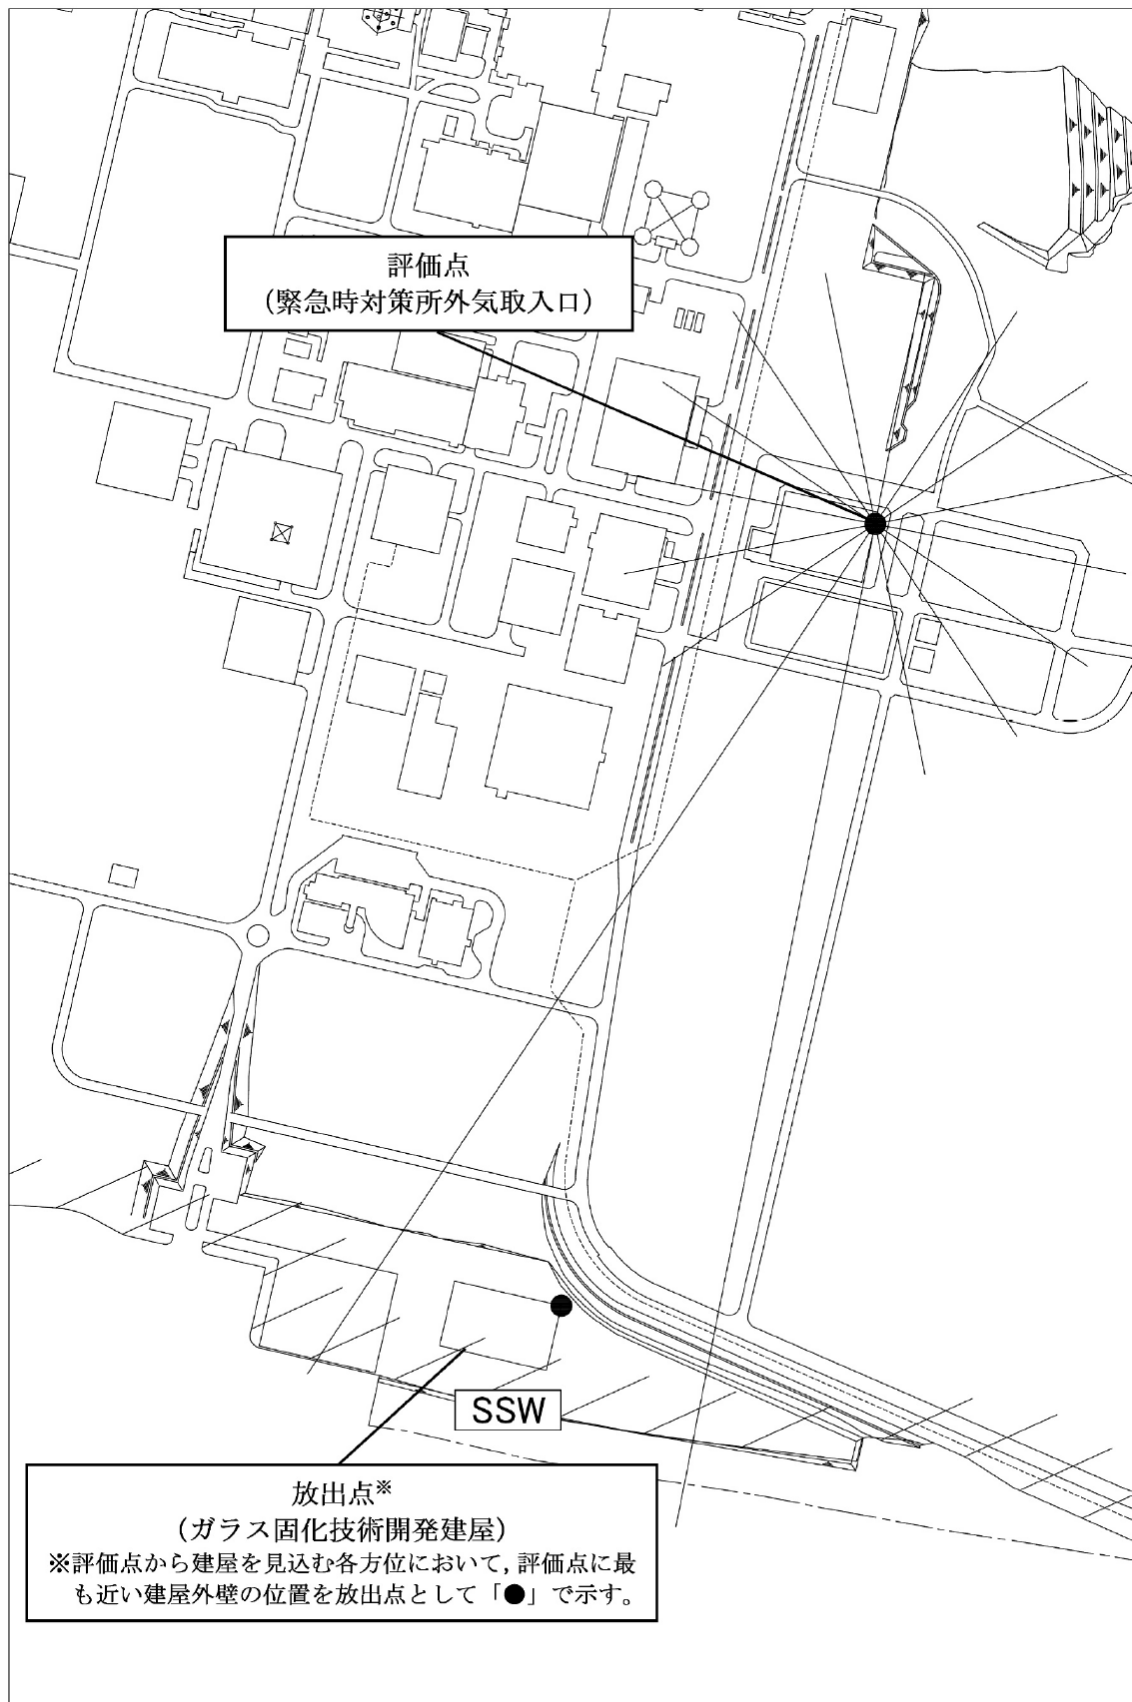 評価点
（緊急時対策所外気取入口）
SSW
放出点※
（ガラス固化技術開発建屋）
※評価点から建屋を見込む各方位において，評価点に最
も近い建屋外壁の位置を放出点として「●」で示す。